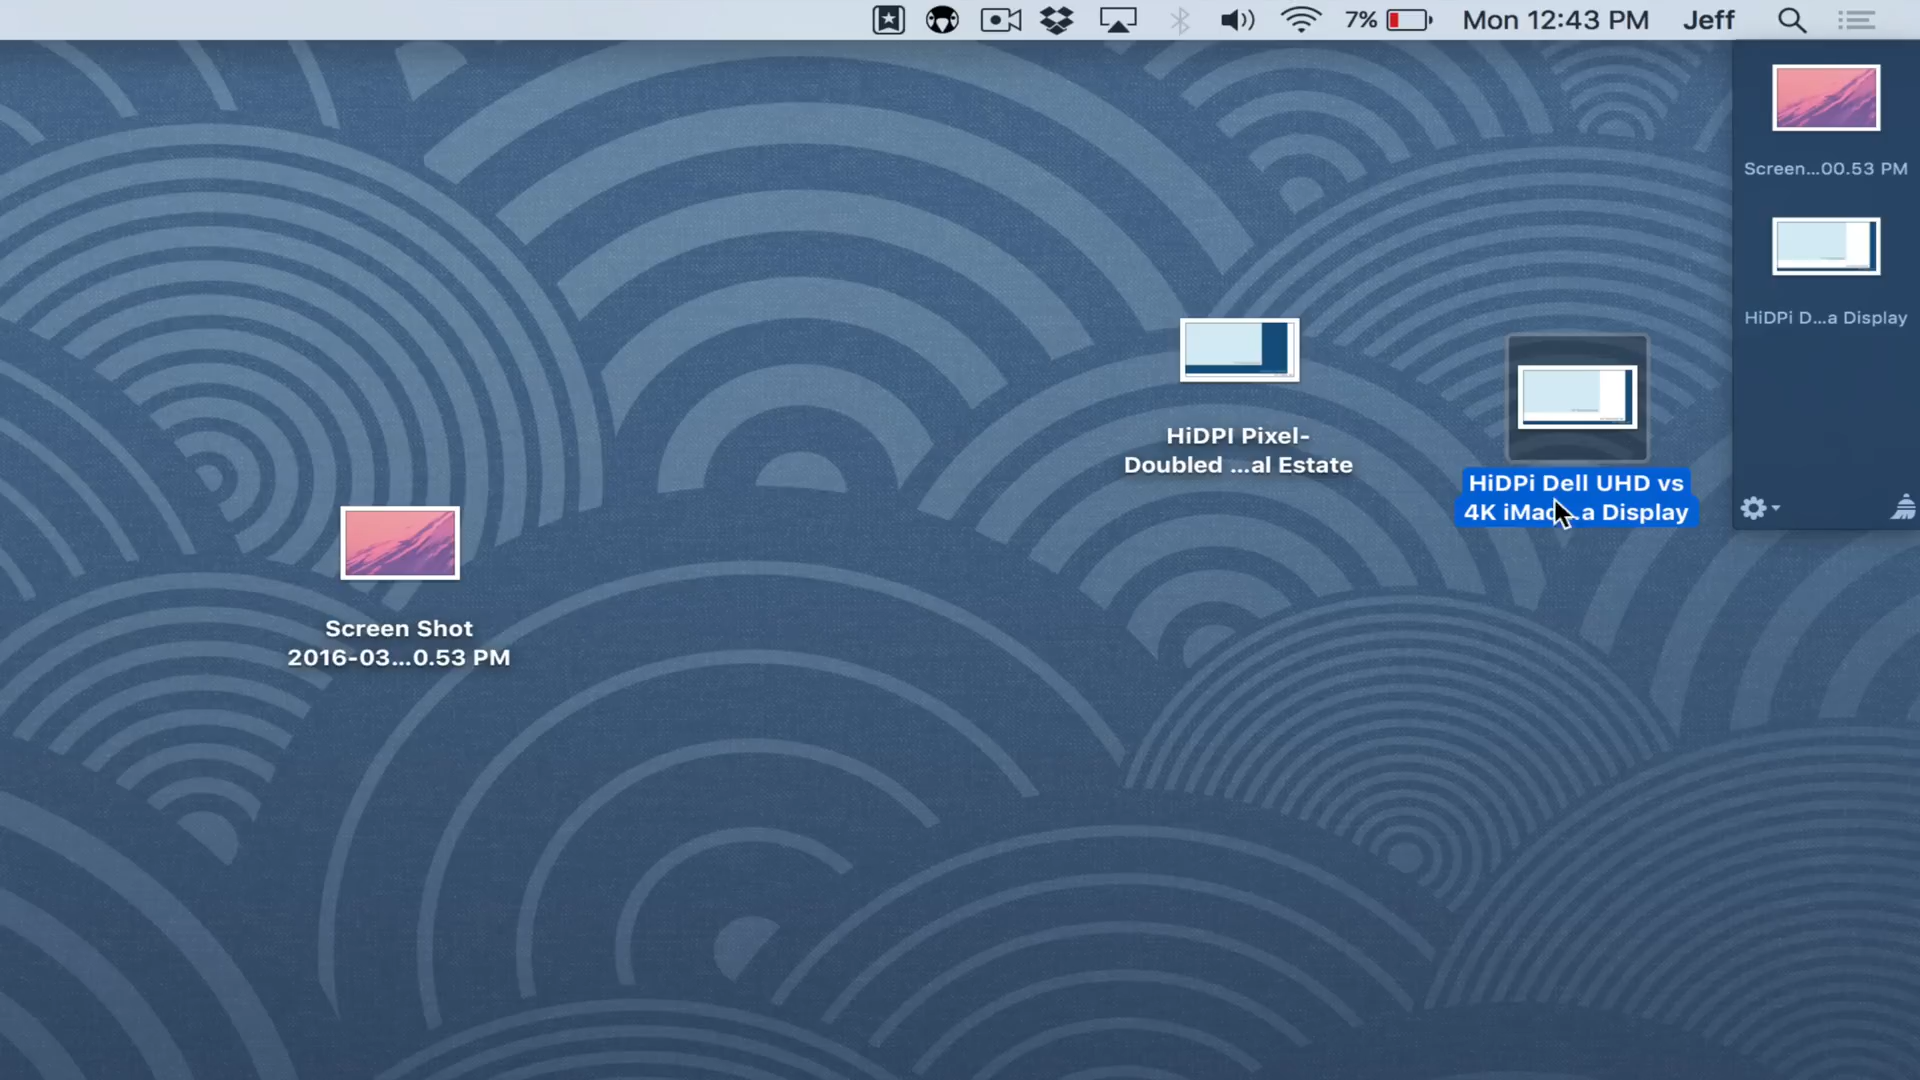 7% Mon 12:43 PM Jeff
Screen...00.53 PM
HiDPi D...a Display
HiDPI Pixel-
Doubled ...al Estate
HiDPi Dell UHD vs
4K iMac...a Display
Screen Shot
2016-03...0.53 PM